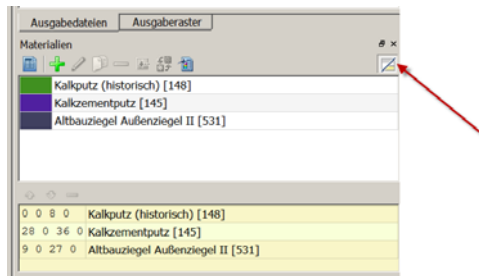 Ausgabedateien Ausgaberaster
Materialien
Kalkputz (historisch) [148]
Kalkzementputz [145]
Altbauziegel Außenziegel II [531]
0 0 8 0 Kalkputz (historisch) [148]
28 0 36 0 Kalkzementputz [145]
9 0 27 0 Altbauziegel Außenziegel II [531]